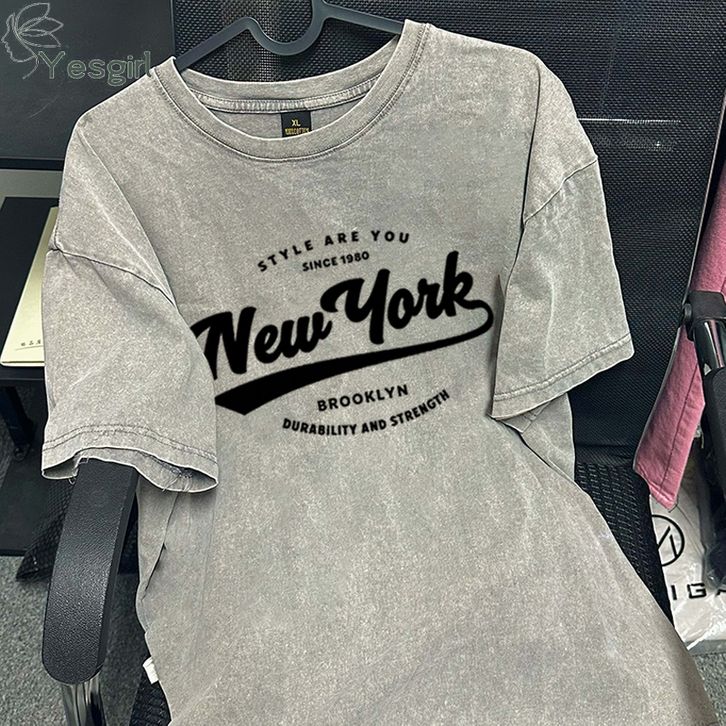 Yesgirl
XL
STYLE ARE YOU
SINCE 1980
New York
BROOKLYN
DURABILITY AND STRENGTH